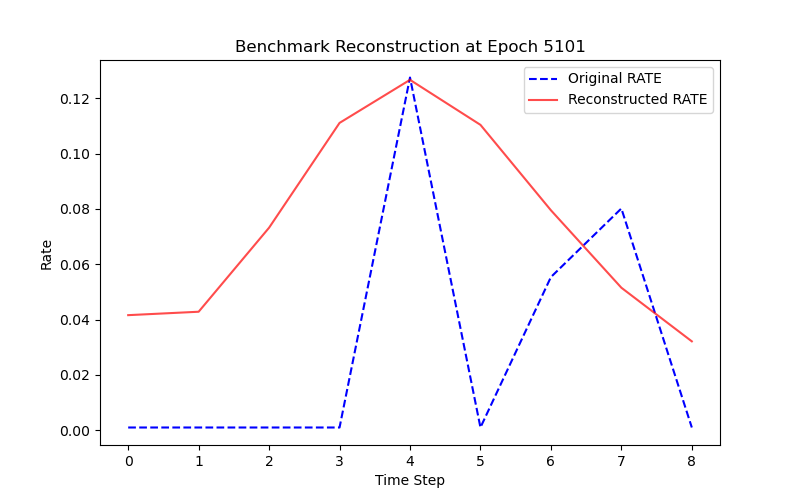 Benchmark Reconstruction at Epoch 5101
Original RATE
Reconstructed RATE
0.12
0.10
0.08
0.06
0.04
0.02
0.00
Rate
0 1 2 3 4 5 6 7 8
Time Step